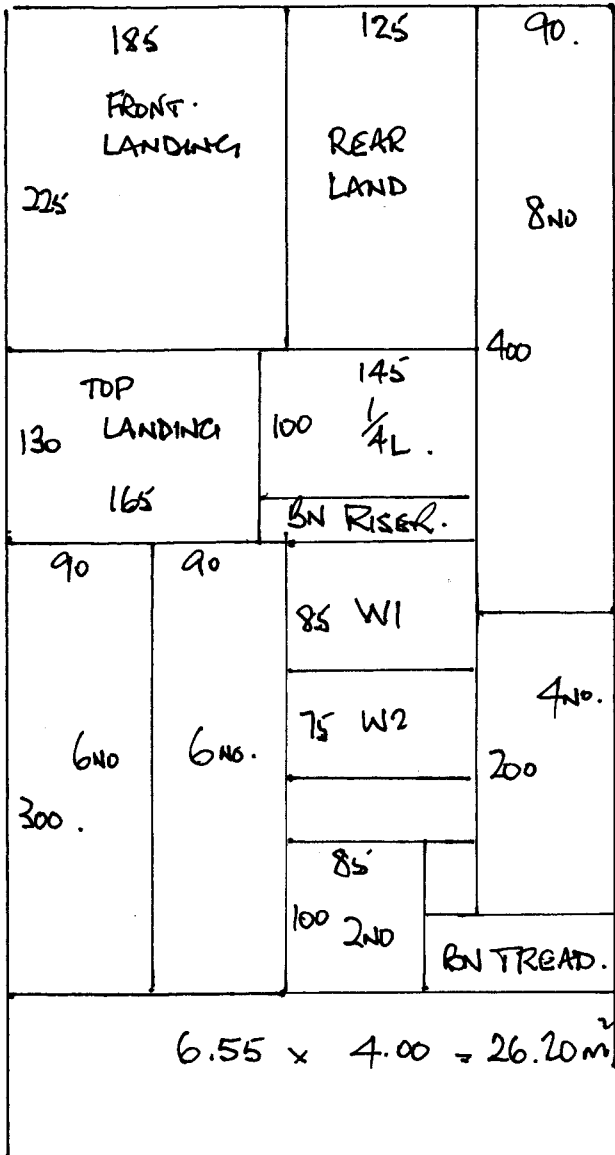 185
FRONT.
LANDING
225
125
REAR
LAND
90.
8NO
400
TOP
LANDING
130
165
145
100 1/4L.
BN RISER.
90
6NO
300.
90
6NO.
85 W1
75 W2
4NO.
200
85
100 2NO
BN TREAD.
6.55 x 4.00 = 26.20m²